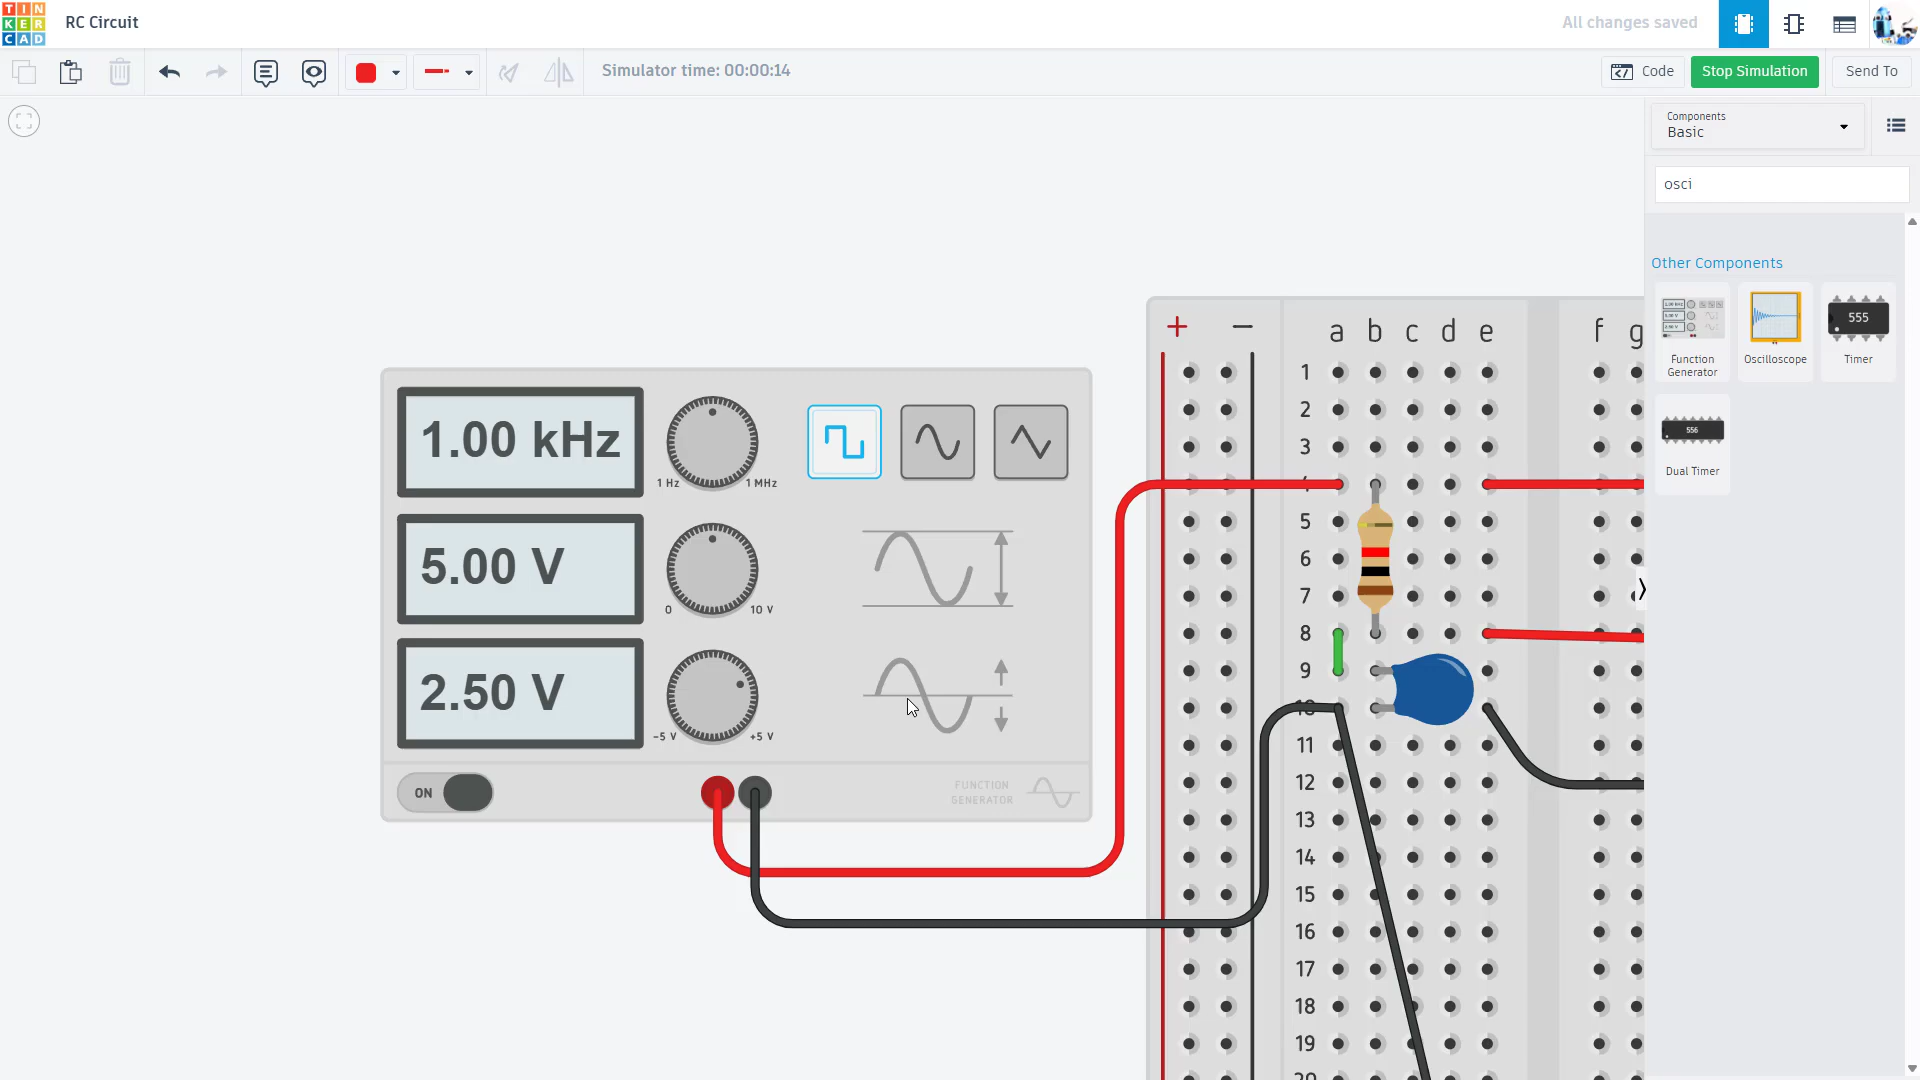 TIN
KER
CAD
RC Circuit
All changes saved
Simulator time: 00:00:14
Code
Stop Simulation
Send To
Components
Basic
osci
Other Components
Function
Generator
Oscilloscope
555
Timer
556
Dual Timer
1.00 kHz
1 Hz
1 MHz
5.00 V
0
10 V
2.50 V
-5 V
+5 V
ON
FUNCTION
GENERATOR
+ −
a b c d e f g
1
2
3
5
6
7
8
9
10
11
12
13
14
15
16
17
18
19
20